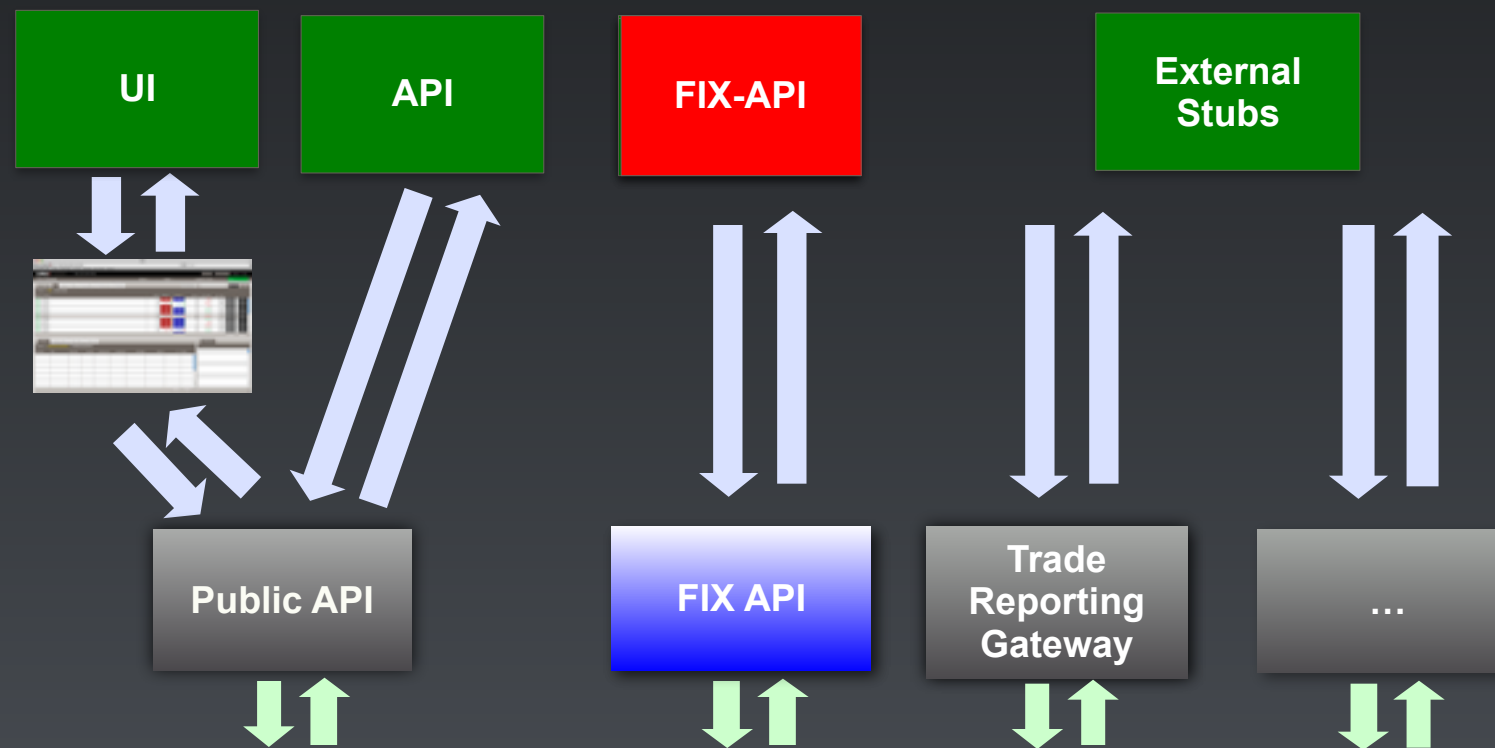 UI
API
FIX-API
External
Stubs
Public API
FIX API
Trade
Reporting
Gateway
...